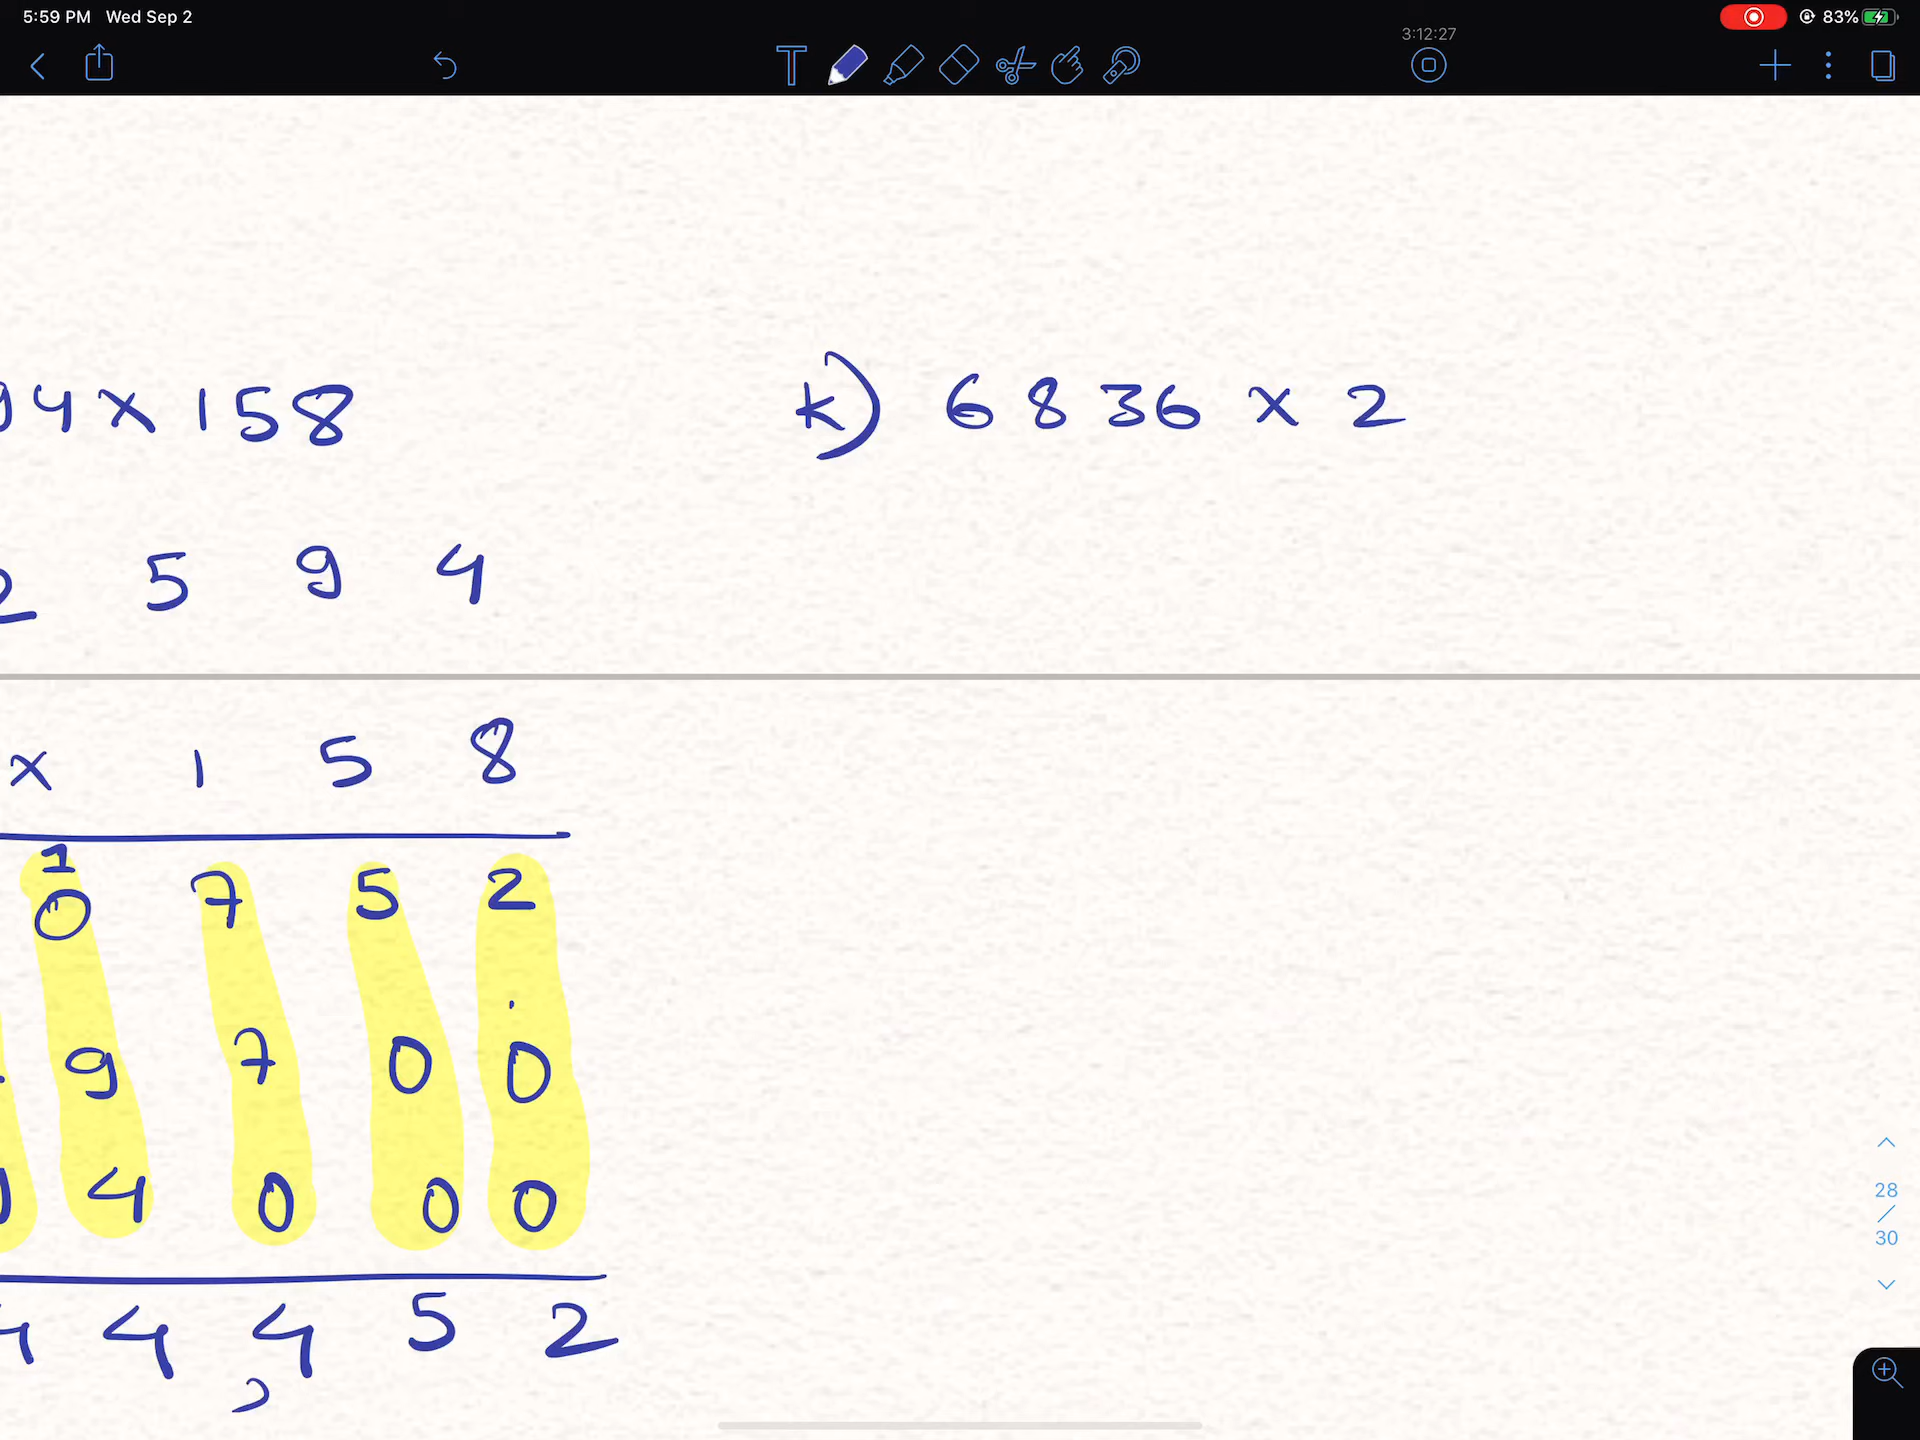 5:59 PM Wed Sep 2
83%
3:12:27
94 x 158
k) 6836 x 2
2 5 9 4
x 1 5 8
1
0 7 5 2
9 7 0 0
4 0 0 0
4 4 4, 5 2
28
/
30